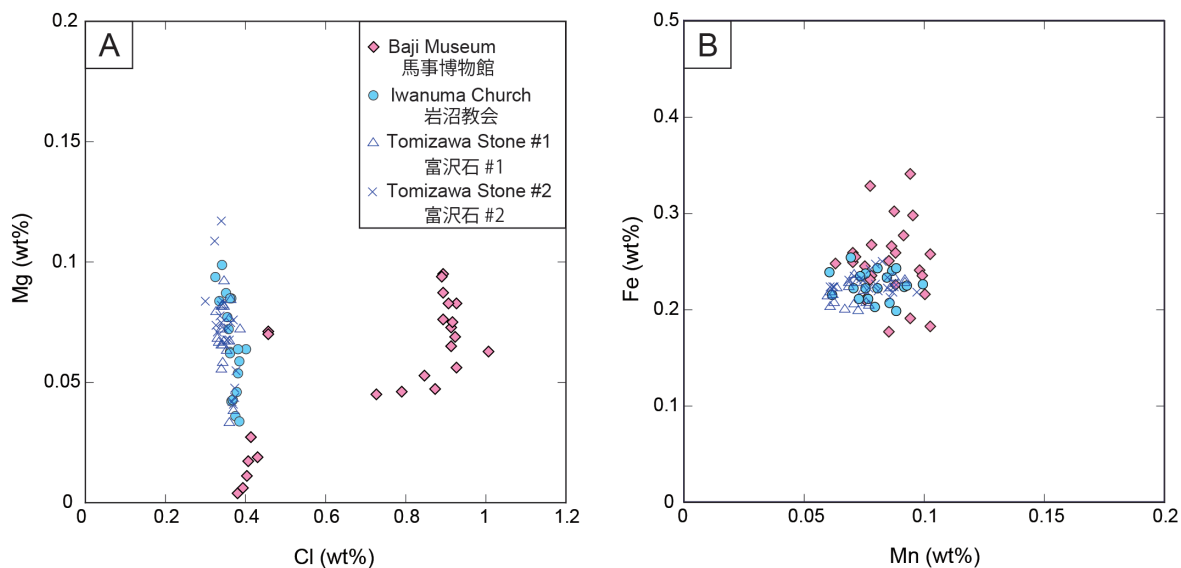 A
0.2
0.15
0.1
0.05
0
Mg (wt%)
Baji Museum
馬事博物館
Iwanuma Church
岩沼教会
Tomizawa Stone #1
富沢石 #1
Tomizawa Stone #2
富沢石 #2
0 0.2 0.4 0.6 0.8 1 1.2
Cl (wt%)
B
0.5
0.4
0.3
0.2
0.1
0
Fe (wt%)
0 0.05 0.1 0.15 0.2
Mn (wt%)